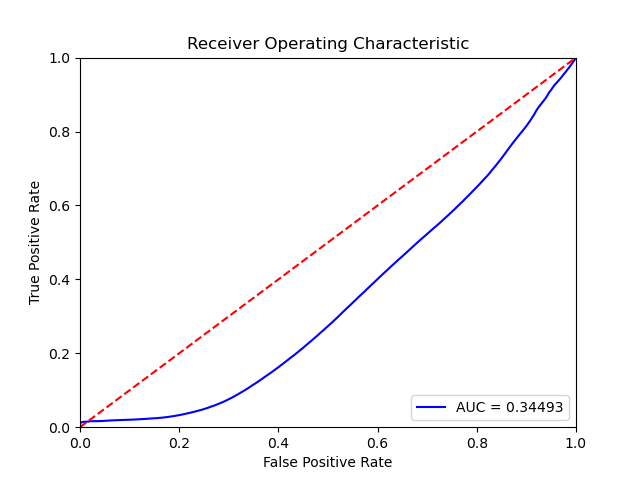 Receiver Operating Characteristic
1.0
0.8
0.6
0.4
0.2
0.0
True Positive Rate
AUC = 0.34493
0.0 0.2 0.4 0.6 0.8 1.0
False Positive Rate